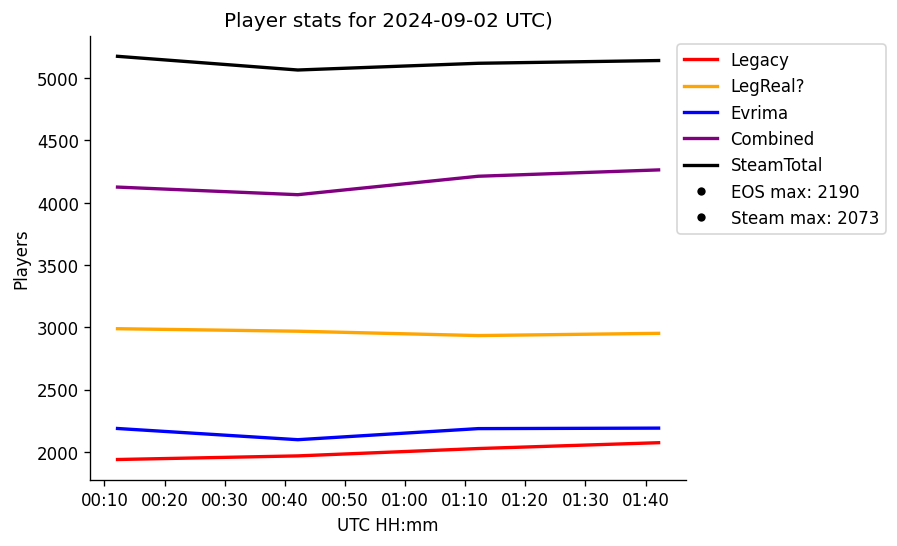 Player stats for 2024-09-02 UTC)
5000
4500
4000
3500
3000
2500
2000
Players
00:10 00:20 00:30 00:40 00:50 01:00 01:10 01:20 01:30 01:40
UTC HH:mm
Legacy
LegReal?
Evrima
Combined
SteamTotal
EOS max: 2190
Steam max: 2073